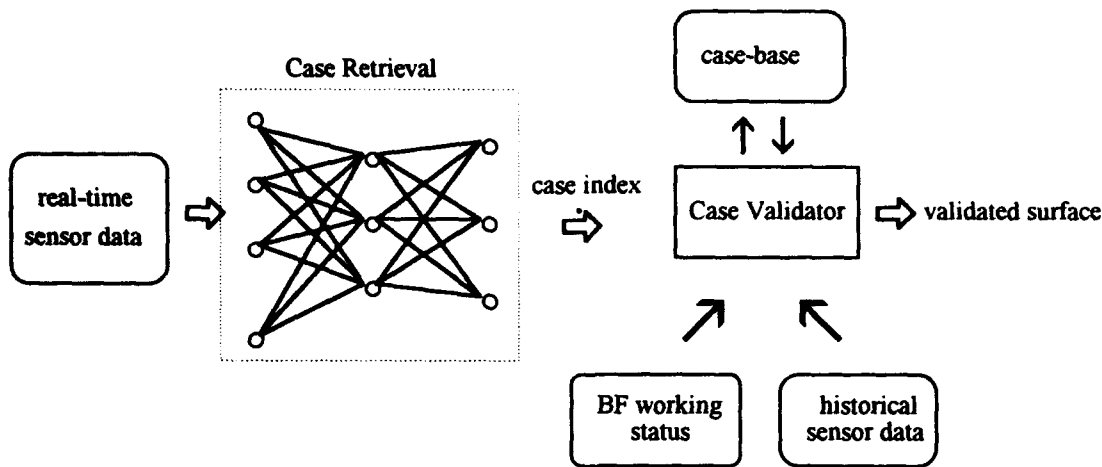 case-base
Case Retrieval
real-time
sensor data
case index
Case Validator
validated surface
BF working
status
historical
sensor data